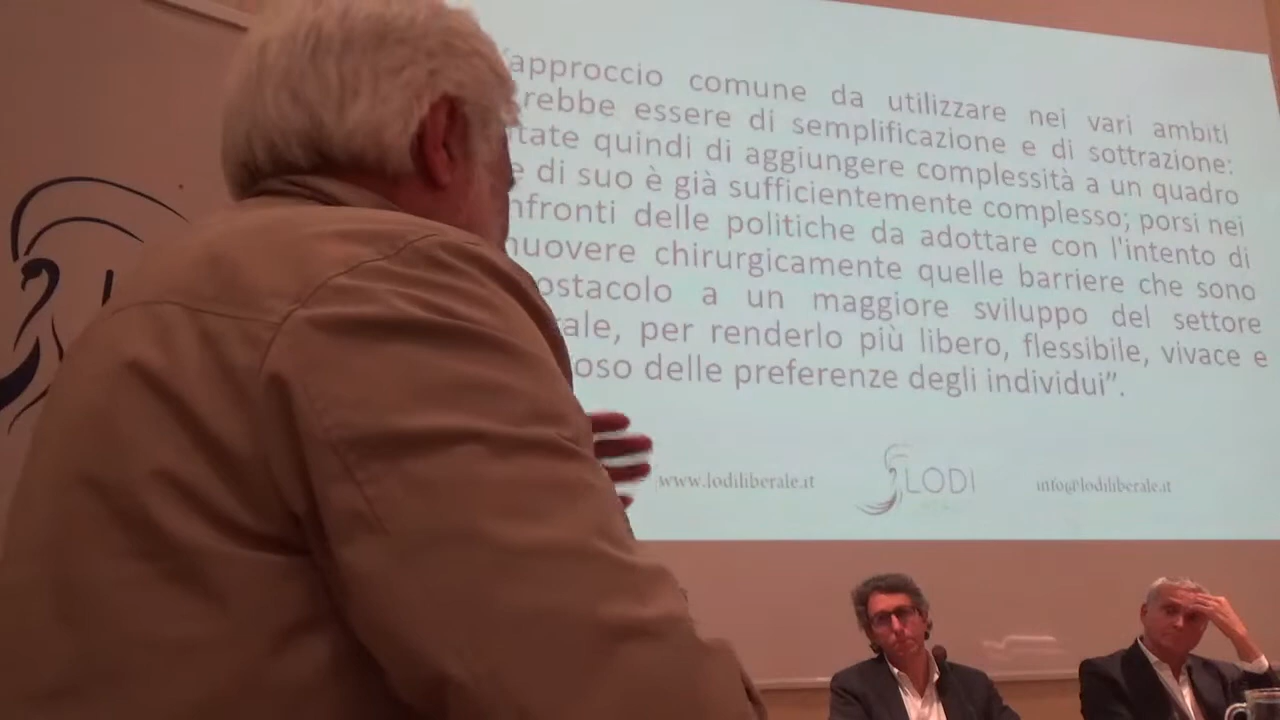 approccio comune da utilizzare nei vari ambiti
rebbe essere di semplificazione e di sottrazione:
tate quindi di aggiungere complessità a un quadro
e di suo è già sufficientemente complesso; porsi nei
nfronti delle politiche da adottare con l'intento di
nuovere chirurgicamente quelle barriere che sono
ostacolo a un maggiore sviluppo del settore
rale, per renderlo più libero, flessibile, vivace e
oso delle preferenze degli individui”.
www.lodiliberale.it
LODI
info@lodiliberale.it